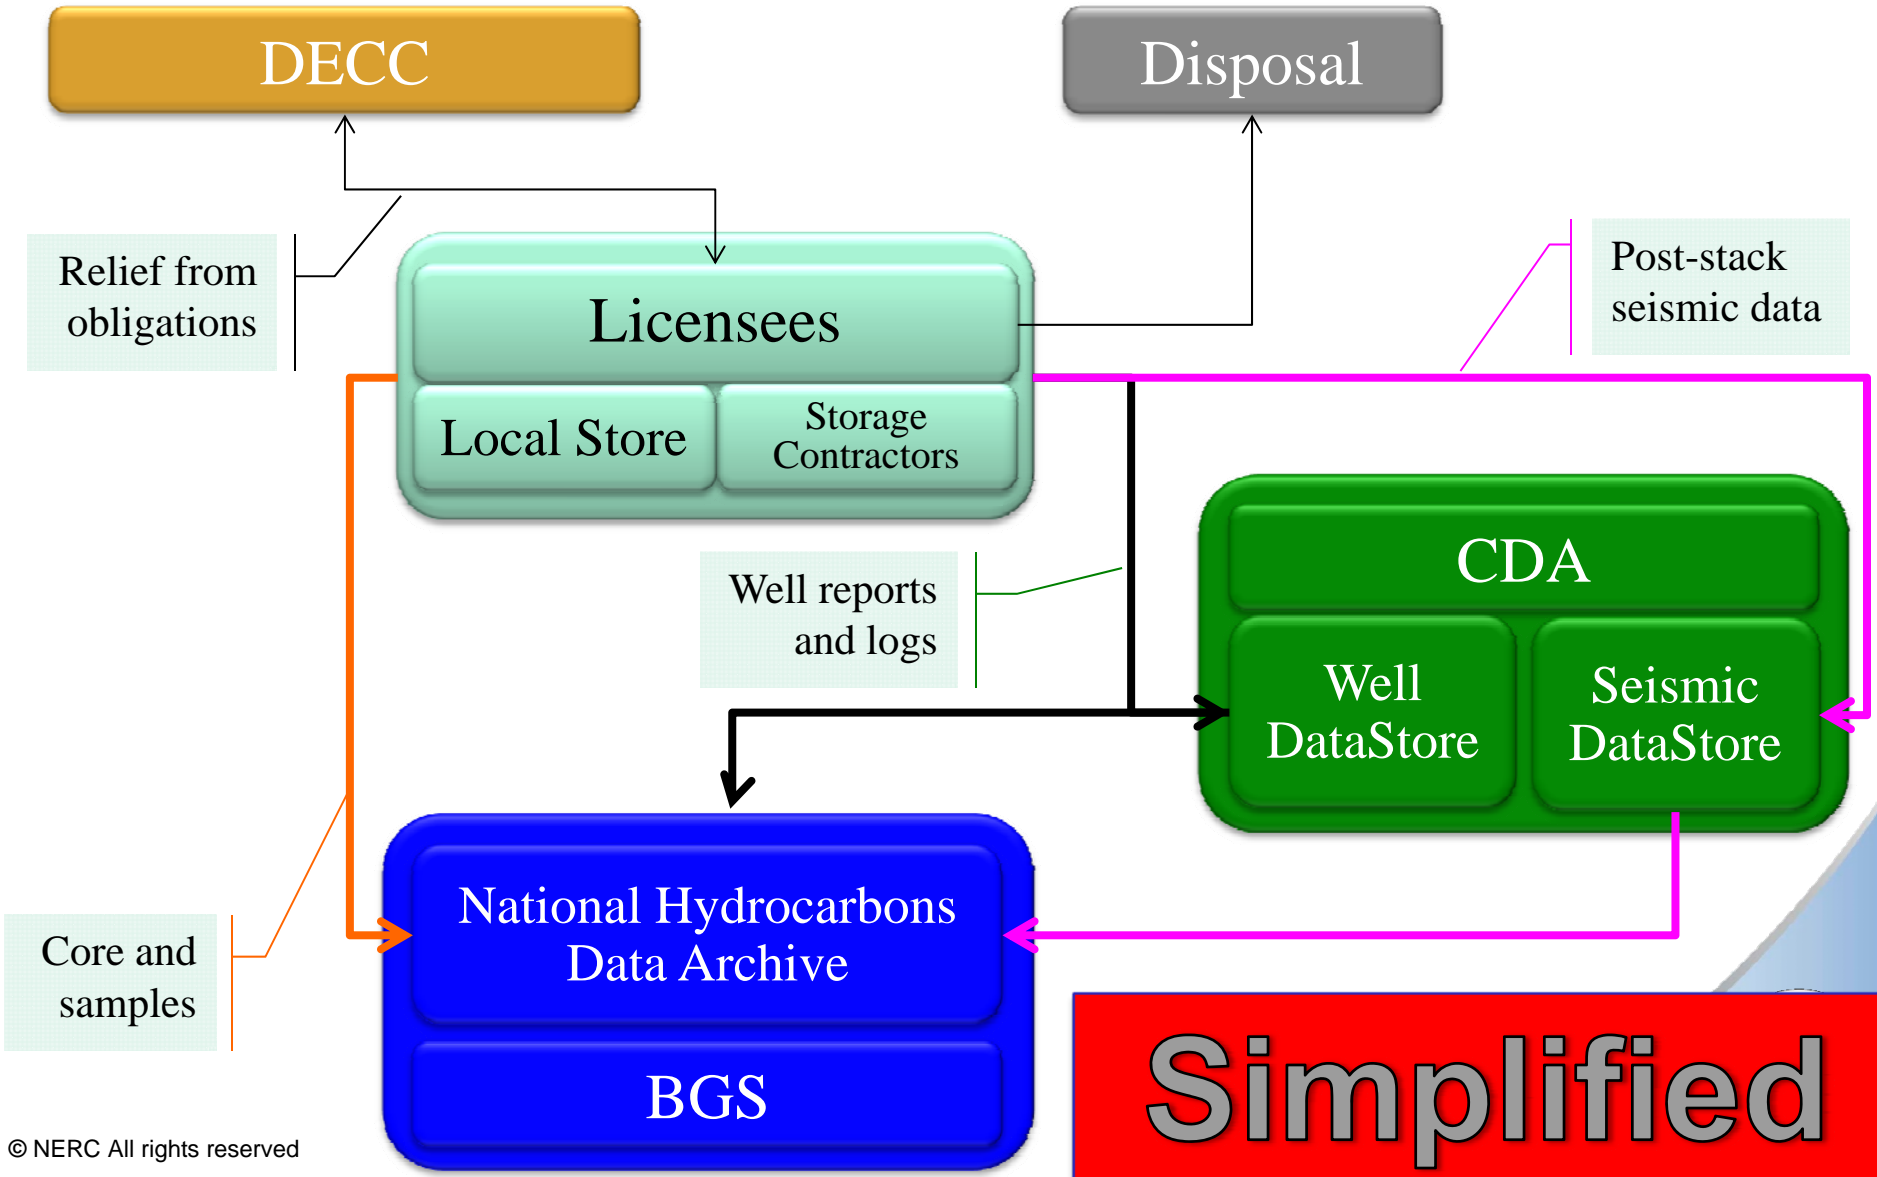 DECC
Disposal
Relief from
obligations
Licensees
Post-stack
seismic data
Local Store
Storage
Contractors
Well reports
and logs
CDA
Well
DataStore
Seismic
DataStore
National Hydrocarbons
Data Archive
Core and
samples
BGS
Simplified
© NERC All rights reserved